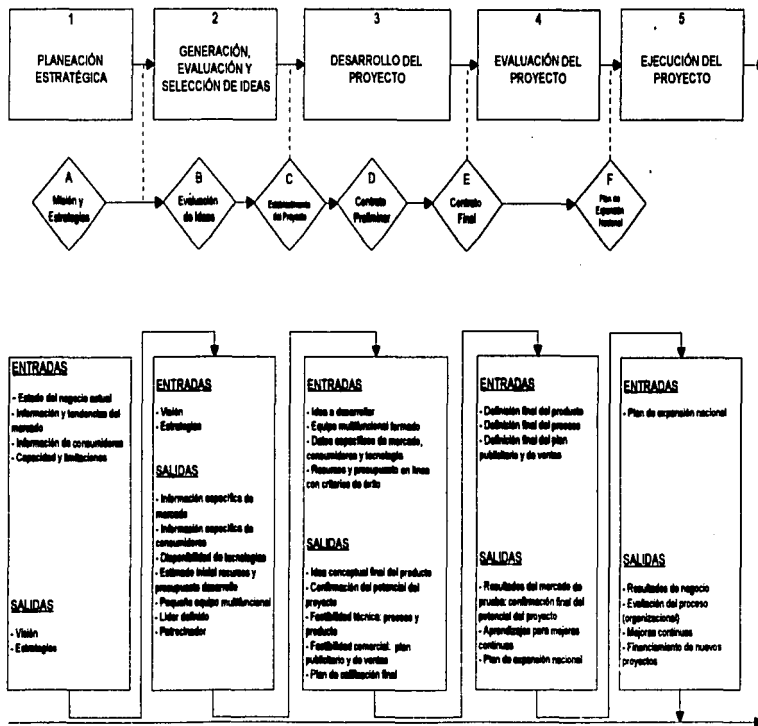 1
PLANEACIÓN
ESTRATÉGICA
2
GENERACIÓN,
EVALUACIÓN Y
SELECCIÓN DE IDEAS
3
DESARROLLO DEL
PROYECTO
4
EVALUACIÓN DEL
PROYECTO
5
EJECUCIÓN DEL
PROYECTO
A
Misión y
Estrategias
B
Evaluación
de Ideas
C
Establecimiento
del Proyecto
D
Contrato
Preliminar
E
Contrato
Final
F
Plan de
Expansión
Nacional
ENTRADAS
- Estado del negocio actual
- Información y tendencias del
mercado
- Información de consumidores
- Capacidad y limitaciones
SALIDAS
- Visión
- Estrategias
ENTRADAS
- Visión
- Estrategias
SALIDAS
- Información específica de
mercado
- Información específica de
consumidores
- Disponibilidad de tecnologías
- Estimado inicial recursos y
presupuesto desarrollo
- Pequeño equipo multifuncional
- Líder definido
- Patrocinador
ENTRADAS
- Idea a desarrollar
- Equipo multifuncional formado
- Datos específicos de mercado,
consumidores y tecnología
- Recursos y presupuesto en línea
con criterios de éxito
SALIDAS
- Idea conceptual final del producto
- Confirmación del potencial del
proyecto
- Factibilidad técnica: proceso y
producto
- Factibilidad comercial: plan
publicitario y de ventas
- Plan de calificación final
ENTRADAS
- Definición final del producto
- Definición final del proceso
- Definición final del plan
publicitario y de ventas
SALIDAS
- Resultados del mercado de
prueba: confirmación final del
potencial del proyecto
- Aprendizajes para mejoras
continuas
- Plan de expansión nacional
ENTRADAS
- Plan de expansión nacional
SALIDAS
- Resultados de negocio
- Evaluación del proceso
(organizacional)
- Mejoras continuas
- Financiamiento de nuevos
proyectos